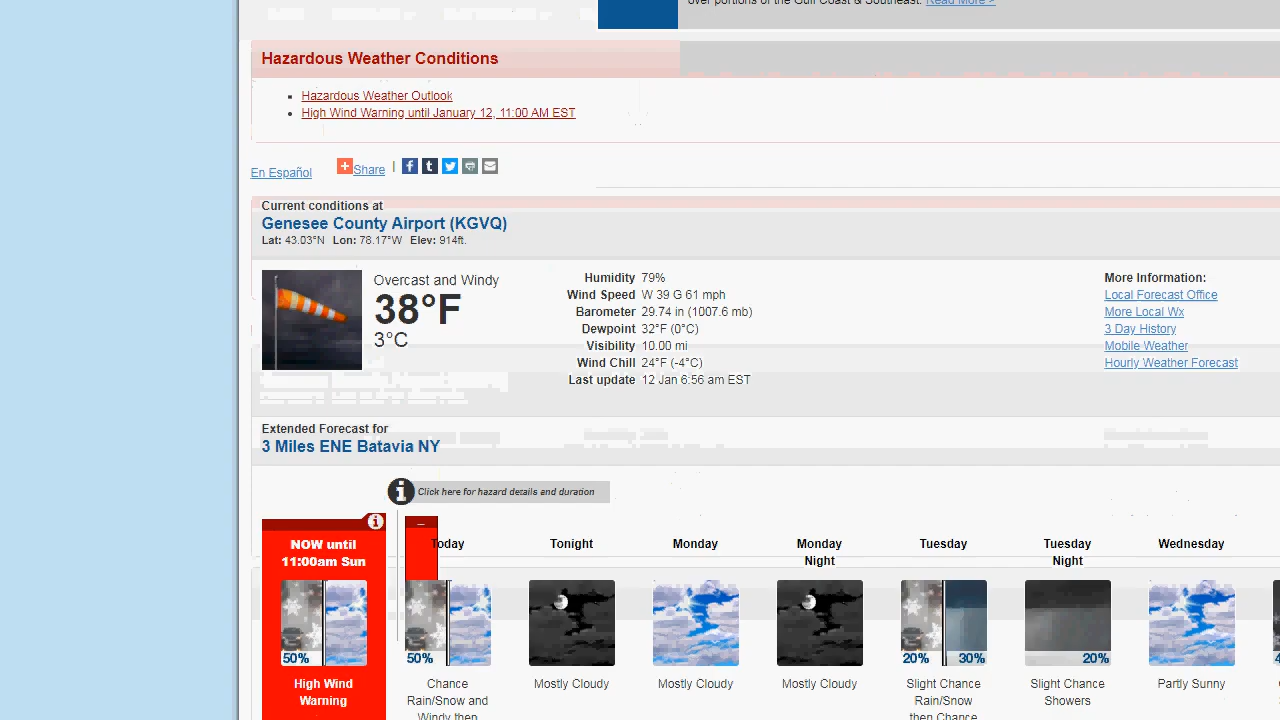 over portions of the Gulf Coast & Southeast. Read More >
Hazardous Weather Conditions
Hazardous Weather Outlook
High Wind Warning until January 12, 11:00 AM EST
En Español
Share |
Current conditions at
Genesee County Airport (KGVQ)
Lat: 43.03°N Lon: 78.17°W Elev: 914ft.
Overcast and Windy
38°F
3°C
Humidity 79%
Wind Speed W 39 G 61 mph
Barometer 29.74 in (1007.6 mb)
Dewpoint 32°F (0°C)
Visibility 10.00 mi
Wind Chill 24°F (-4°C)
Last update 12 Jan 6:56 am EST
More Information:
Local Forecast Office
More Local Wx
3 Day History
Mobile Weather
Hourly Weather Forecast
Extended Forecast for
3 Miles ENE Batavia NY
Click here for hazard details and duration
NOW until
11:00am Sun
50%
High Wind
Warning
Today
50%
Chance
Rain/Snow and
Windy then
Tonight
Mostly Cloudy
Monday
Mostly Cloudy
Monday
Night
Mostly Cloudy
Tuesday
20% 30%
Slight Chance
Rain/Snow
then Chance
Tuesday
Night
20%
Slight Chance
Showers
Wednesday
Partly Sunny